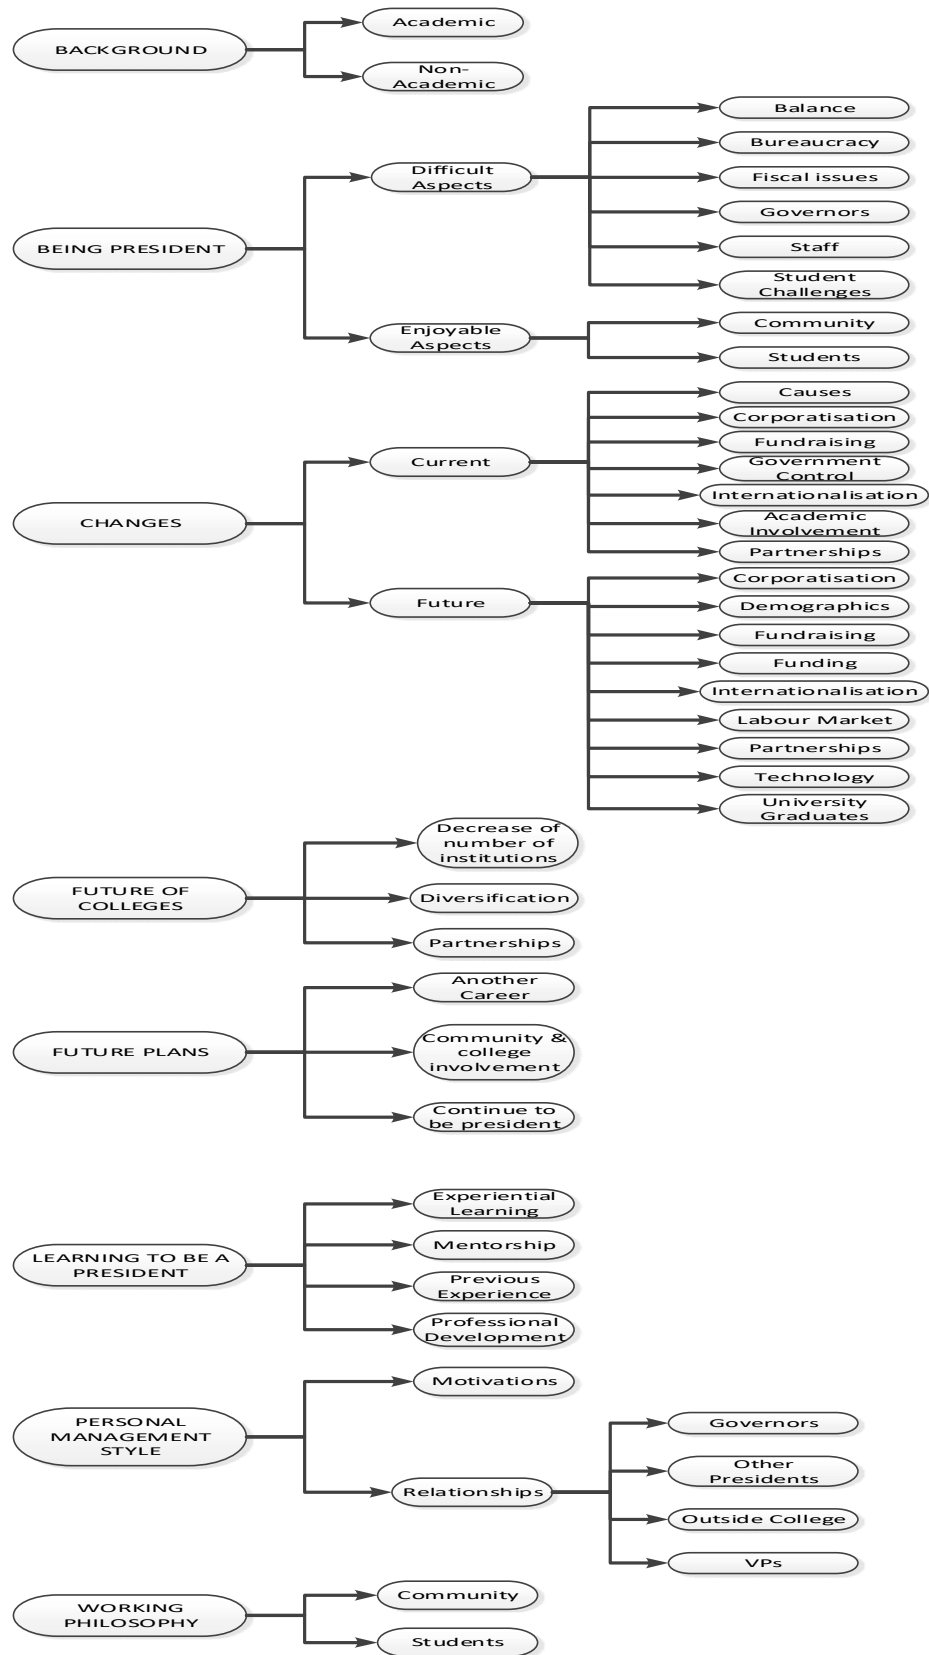 BACKGROUND
Academic
Non-
Academic
BEING PRESIDENT
Difficult
Aspects
Balance
Bureaucracy
Fiscal issues
Governors
Staff
Student
Challenges
Enjoyable
Aspects
Community
Students
CHANGES
Current
Causes
Corporatisation
Fundraising
Government
Control
Internationalisation
Academic
Involvement
Partnerships
Future
Corporatisation
Demographics
Fundraising
Funding
Internationalisation
Labour Market
Partnerships
Technology
University
Graduates
FUTURE OF
COLLEGES
Decrease of
number of
institutions
Diversification
Partnerships
FUTURE PLANS
Another
Career
Community &
college
involvement
Continue to
be president
LEARNING TO BE A
PRESIDENT
Experiential
Learning
Mentorship
Previous
Experience
Professional
Development
PERSONAL
MANAGEMENT
STYLE
Motivations
Relationships
Governors
Other
Presidents
Outside College
VPs
WORKING
PHILOSOPHY
Community
Students